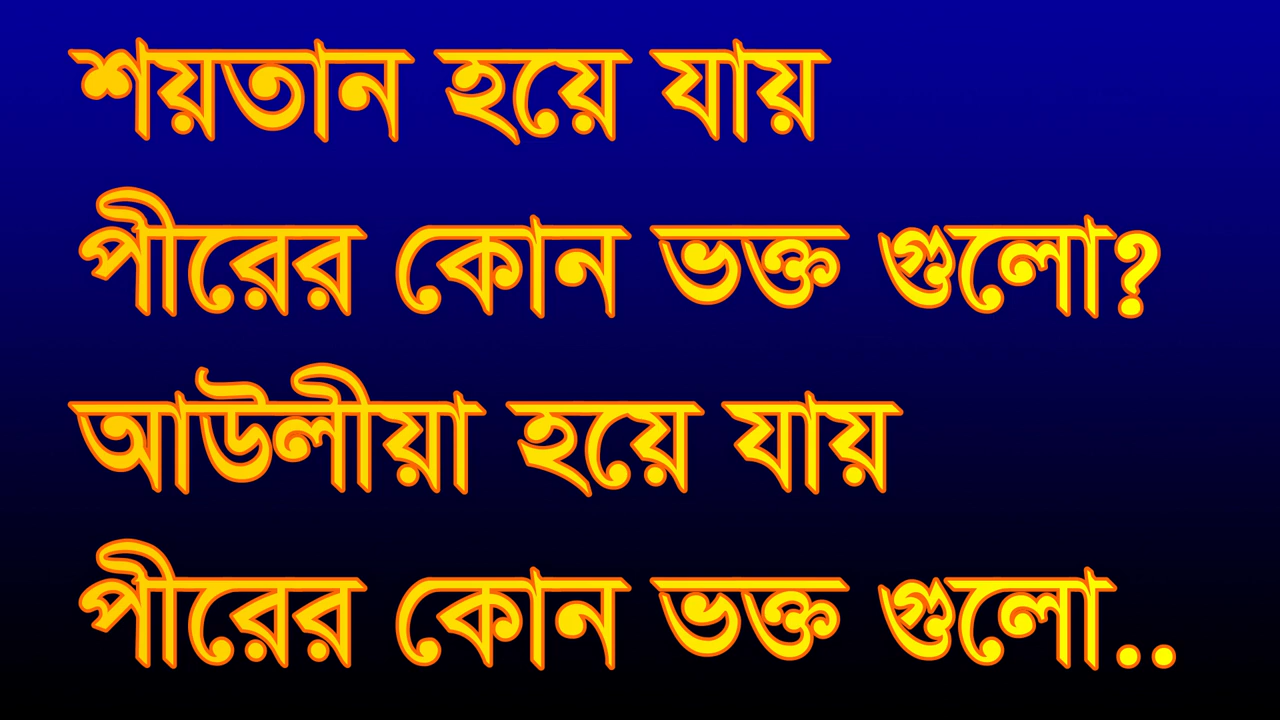 শয়তান হয়ে যায়
পীরের কোন ভক্ত গুলো?
আউলীয়া হয়ে যায়
পীরের কোন ভক্ত গুলো..